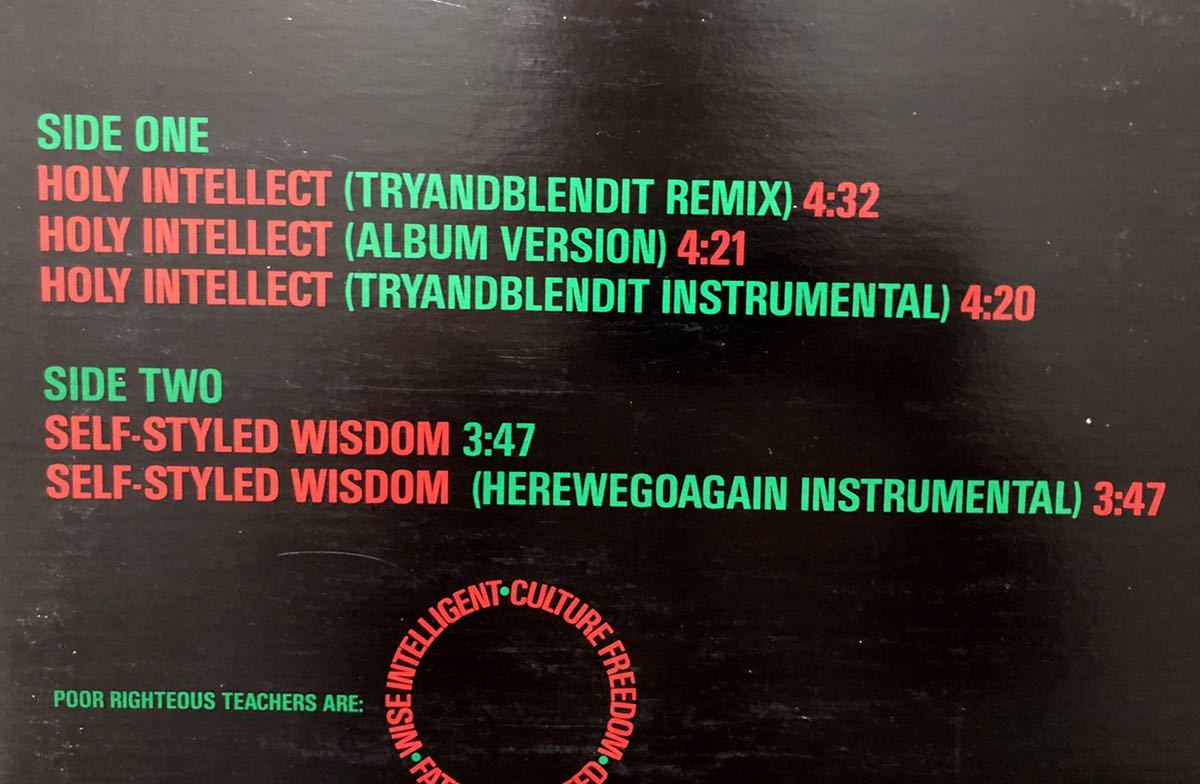 SIDE ONE
HOLY INTELLECT (TRYANDBLENDIT REMIX) 4:32
HOLY INTELLECT (ALBUM VERSION) 4:21
HOLY INTELLECT (TRYANDBLENDIT INSTRUMENTAL) 4:20
SIDE TWO
SELF-STYLED WISDOM 3:47
SELF-STYLED WISDOM (HEREWEGOAGAIN INSTRUMENTAL) 3:47
POOR RIGHTEOUS TEACHERS ARE:
WISE INTELLIGENT•CULTURE FREEDOM•